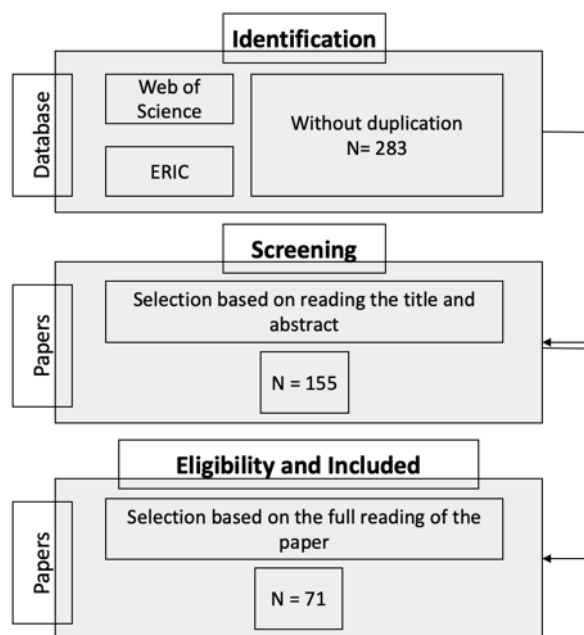 Identification
Database
Web of
Science
ERIC
Without duplication
N= 283
Screening
Papers
Selection based on reading the title and
abstract
N = 155
Eligibility and Included
Papers
Selection based on the full reading of the
paper
N = 71